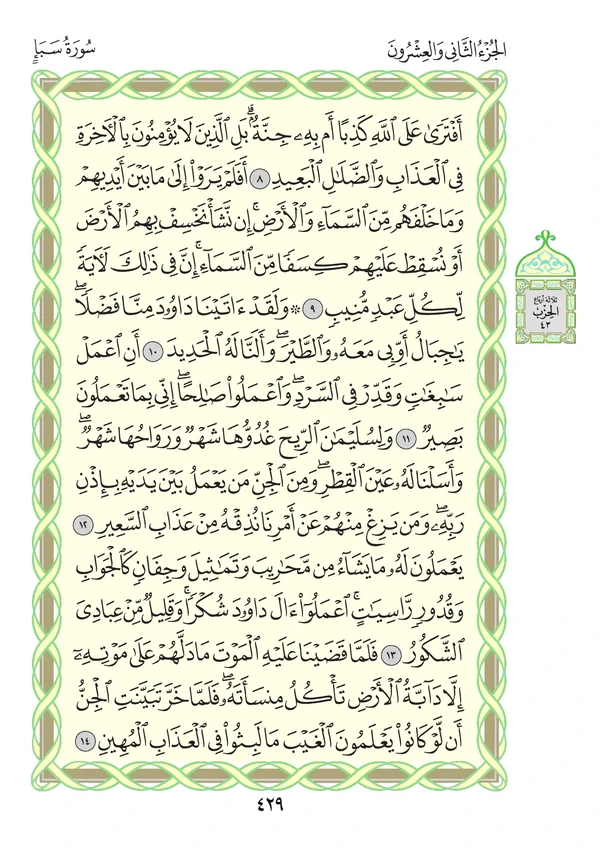 الجُزْءُ الثَّانِي وَالعِشْرُونَ
سُورَةُ سَبَإٍ
أَفْتَرَىٰ عَلَى ٱللَّهِ كَذِبًا أَم بِهِۦ جِنَّةٌۢ ۗ بَلِ ٱلَّذِينَ لَا يُؤْمِنُونَ بِٱلْأَخِرَةِ
فِي ٱلْعَذَابِ وَٱلضَّلَٰلِ ٱلْبَعِيدِ ٨ أَفَلَمْ يَرَوْا۟ إِلَىٰ مَا بَيْنَ أَيْدِيهِمْ
وَمَا خَلْفَهُم مِّنَ ٱلسَّمَآءِ وَٱلْأَرْضِ ۚ إِن نَّشَأْ نَخْسِفْ بِهِمُ ٱلْأَرْضَ
أَوْ نُسْقِطْ عَلَيْهِمْ كِسَفًا مِّنَ ٱلسَّمَآءِ ۚ إِنَّ فِي ذَٰلِكَ لَأٓيَةً
لِّكُلِّ عَبْدٍ مُّنِيبٍ ٩ ۞ وَلَقَدْ ءَاتَيْنَا دَاوُۥدَ مِنَّا فَضْلًا ۖ
يَٰجِبَالُ أَوِّبِي مَعَهُۥ وَٱلطَّيْرَ ۖ وَأَلَنَّا لَهُ ٱلْحَدِيدَ ١٠ أَنِ ٱعْمَلْ
سَٰبِغَٰتٍ وَقَدِّرْ فِي ٱلسَّرْدِ ۖ وَٱعْمَلُوا۟ صَٰلِحًا ۖ إِنِّي بِمَا تَعْمَلُونَ
بَصِيرٌ ١١ وَلِسُلَيْمَٰنَ ٱلرِّيحَ غُدُوُّهَا شَهْرٌ وَرَوَاحُهَا شَهْرٌ ۖ
وَأَسَلْنَا لَهُۥ عَيْنَ ٱلْقِطْرِ ۖ وَمِنَ ٱلْجِنِّ مَن يَعْمَلُ بَيْنَ يَدَيْهِ بِإِذْنِ
رَبِّهِۦ ۖ وَمَن يَزِغْ مِنْهُمْ عَنْ أَمْرِنَا نُذِقْهُ مِنْ عَذَابِ ٱلسَّعِيرِ ١٢
يَعْمَلُونَ لَهُۥ مَا يَشَآءُ مِن مَّحَٰرِيبَ وَتَمَٰثِيلَ وَجِفَانٍ كَٱلْجَوَابِ
وَقُدُورٍ رَّاسِيَٰتٍ ۚ ٱعْمَلُوٓا۟ ءَالَ دَاوُۥدَ شُكْرًا ۚ وَقَلِيلٌ مِّنْ عِبَادِيَ
ٱلشَّكُورُ ١٣ فَلَمَّا قَضَيْنَا عَلَيْهِ ٱلْمَوْتَ مَا دَلَّهُمْ عَلَىٰ مَوْتِهِۦٓ
إِلَّا دَآبَّةُ ٱلْأَرْضِ تَأْكُلُ مِنسَأَتَهُۥ ۖ فَلَمَّا خَرَّ تَبَيَّنَتِ ٱلْجِنُّ
أَن لَّوْ كَانُوا۟ يَعْلَمُونَ ٱلْغَيْبَ مَا لَبِثُوا۟ فِي ٱلْعَذَابِ ٱلْمُهِينِ ١٤
ثلاثة أرباع
الحزب
٤٣
٤٢٩